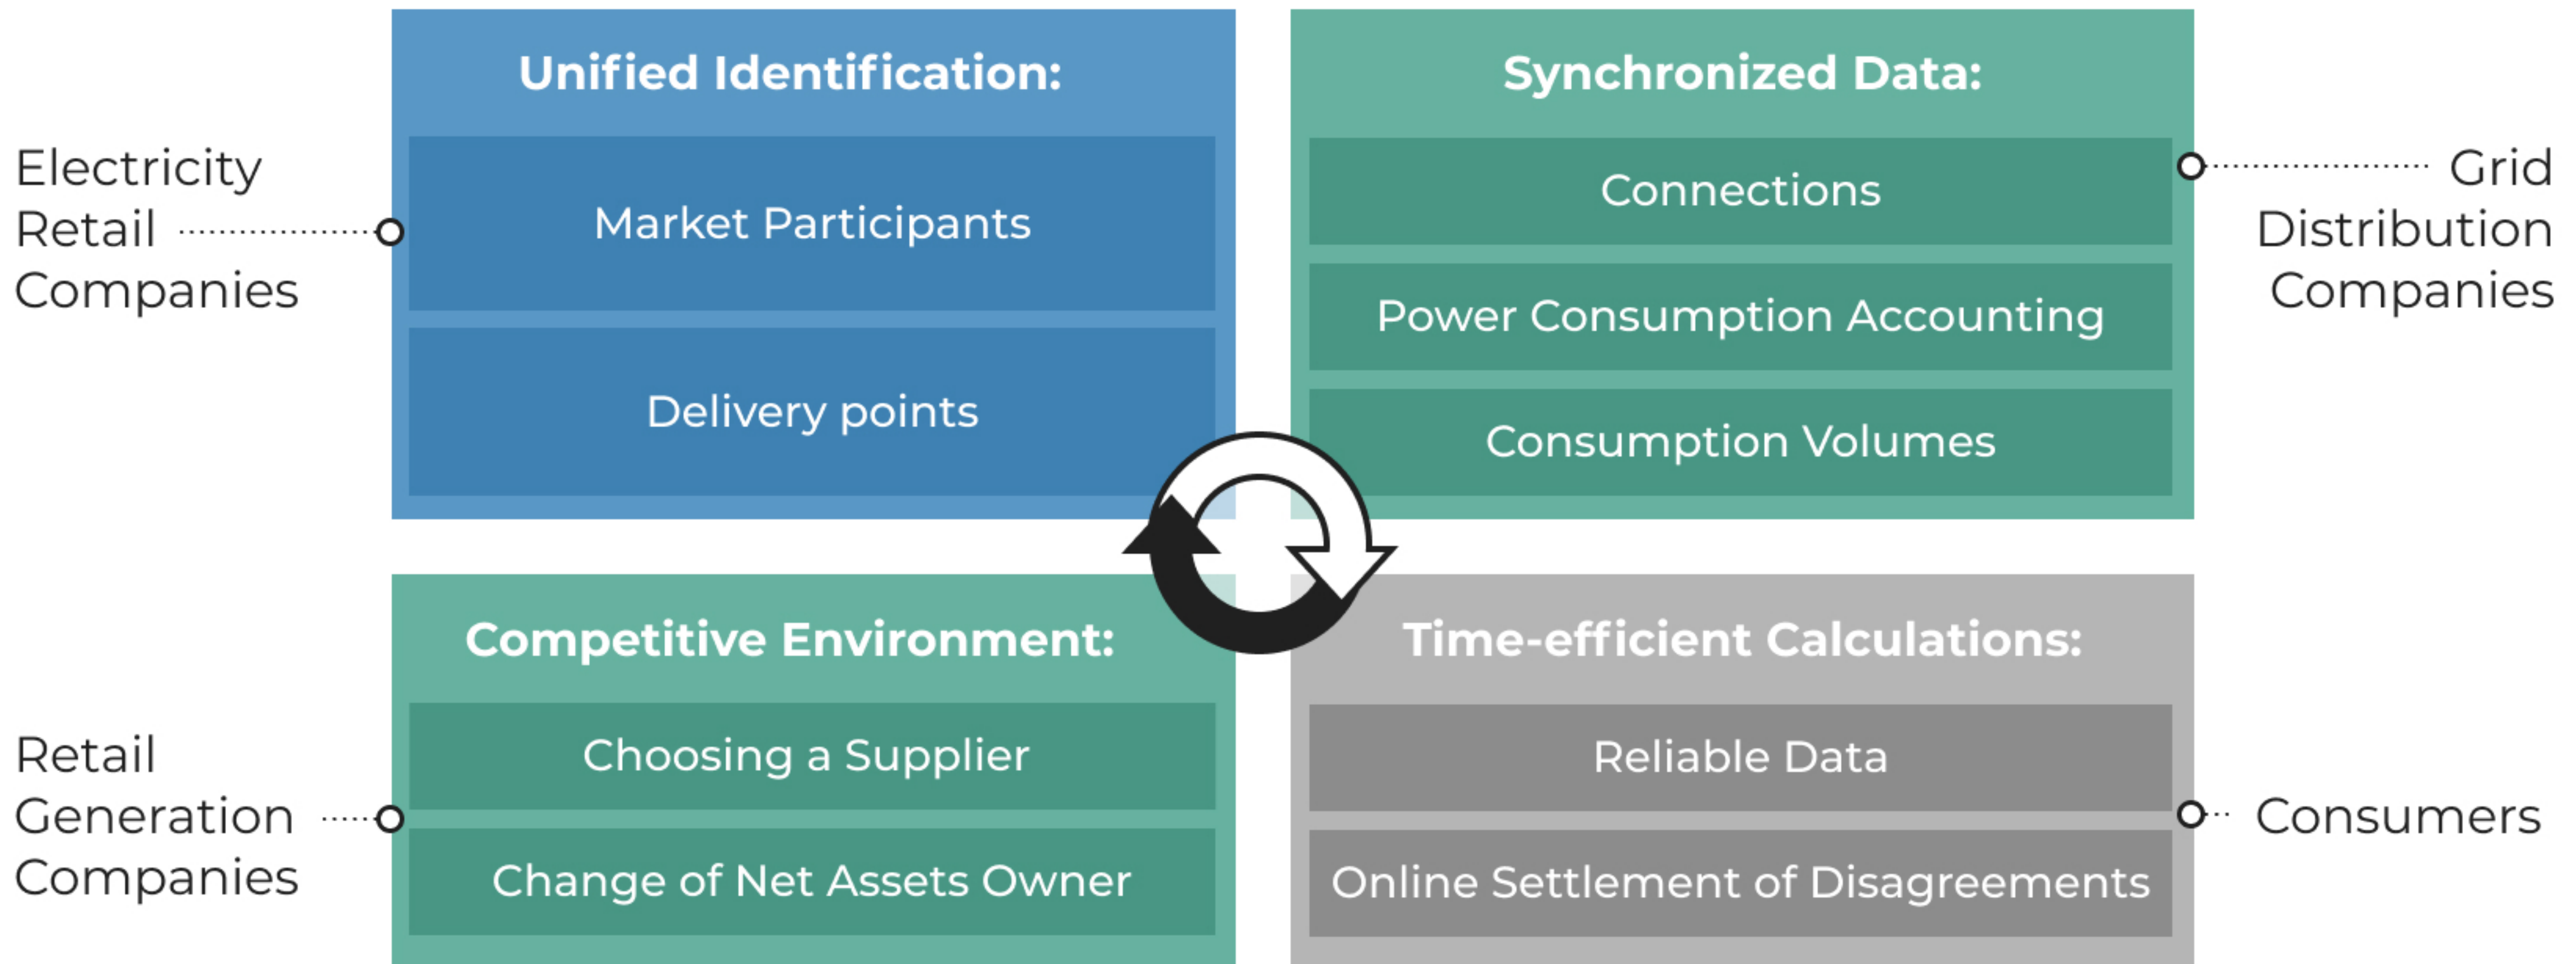 Unified Identification:
Market Participants
Delivery points
Electricity
Retail
Companies
Synchronized Data:
Connections
Power Consumption Accounting
Consumption Volumes
Grid
Distribution
Companies
Competitive Environment:
Choosing a Supplier
Change of Net Assets Owner
Retail
Generation
Companies
Time-efficient Calculations:
Reliable Data
Online Settlement of Disagreements
Consumers